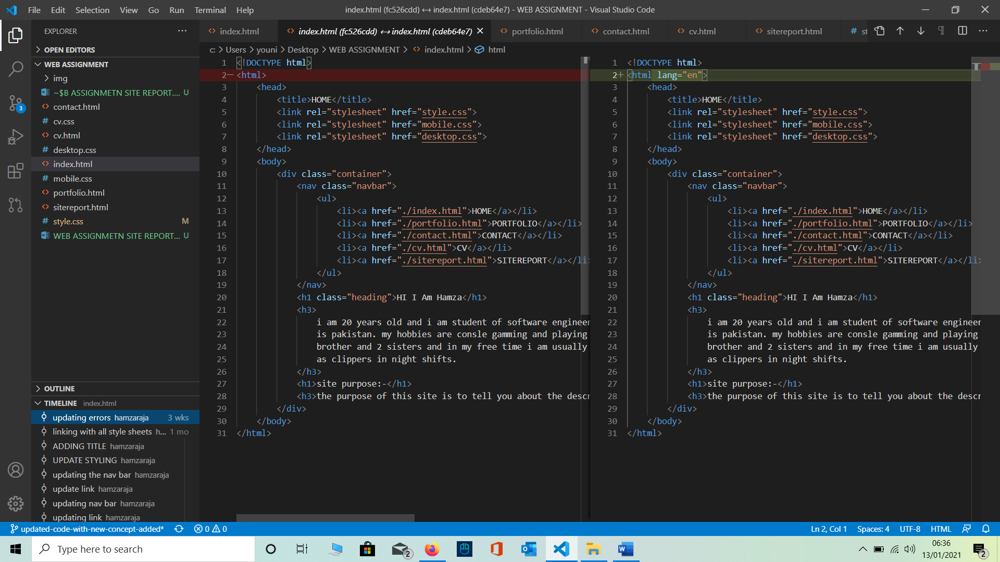 File Edit Selection View Go Run Terminal Help
index.html (fc526cdd) ↔ index.html (cdeb64e7) - WEB ASSIGNMENT - Visual Studio Code
EXPLORER
OPEN EDITORS
WEB ASSIGNMENT
img
~$B ASSIGNMETN SITE REPORT.... U
contact.html
cv.css
cv.html
desktop.css
index.html
mobile.css
portfolio.html
sitereport.html
style.css M
WEB ASSIGNMETN SITE REPORT... U
OUTLINE
TIMELINE index.html
updating errors hamzaraja 3 wks
linking with all style sheets h... 1 mo
ADDING TITLE hamzaraja
UPDATE STYLING hamzaraja
updating the nav bar hamzaraja
update link hamzaraja
updating nav bar hamzaraja
updating link hamzaraja
index.html index.html (fc526cdd) ↔ index.html (cdeb64e7) portfolio.html contact.html cv.html sitereport.html # st
c: > Users > youni > Desktop > WEB ASSIGNMENT > index.html > html
1 <!DOCTYPE html>
2 <html>
3 <head>
4 <title>HOME</title>
5 <link rel="stylesheet" href="style.css">
6 <link rel="stylesheet" href="mobile.css">
7 <link rel="stylesheet" href="desktop.css">
8 </head>
9 <body>
10 <div class="container">
11 <nav class="navbar">
12 <ul>
13 <li><a href="./index.html">HOME</a></li>
14 <li><a href="./portfolio.html">PORTFOLIO</a></li>
15 <li><a href="./contact.html">CONTACT</a></li>
16 <li><a href="./cv.html">CV</a></li>
17 <li><a href="./sitereport.html">SITEREPORT</a></li>
18 </ul>
19 </nav>
20 <h1 class="heading">HI I Am Hamza</h1>
21 <h3>
22 i am 20 years old and i am student of software engineer
23 is pakistan. my hobbies are consle gamming and playing
24 brother and 2 sisters and in my free time i am usually
25 as clippers in night shifts.
26 </h3>
27 <h1>site purpose:-</h1>
28 <h3>the purpose of this site is to tell you about the descr
29 </div>
30 </body>
31 </html>
1 <!DOCTYPE html>
2+ <html lang="en">
3 <head>
4 <title>HOME</title>
5 <link rel="stylesheet" href="style.css">
6 <link rel="stylesheet" href="mobile.css">
7 <link rel="stylesheet" href="desktop.css">
8 </head>
9 <body>
10 <div class="container">
11 <nav class="navbar">
12 <ul>
13 <li><a href="./index.html">HOME</a></li>
14 <li><a href="./portfolio.html">PORTFOLIO</a></li>
15 <li><a href="./contact.html">CONTACT</a></li>
16 <li><a href="./cv.html">CV</a></li>
17 <li><a href="./sitereport.html">SITEREPORT</a></li>
18 </ul>
19 </nav>
20 <h1 class="heading">HI I Am Hamza</h1>
21 <h3>
22 i am 20 years old and i am student of software engineer
23 is pakistan. my hobbies are consle gamming and playing
24 brother and 2 sisters and in my free time i am usually
25 as clippers in night shifts.
26 </h3>
27 <h1>site purpose:-</h1>
28 <h3>the purpose of this site is to tell you about the descr
29 </div>
30 </body>
31 </html>
updated-code-with-new-concept-added* 0 0
Ln 2, Col 1 Spaces: 4 UTF-8 HTML
Type here to search
06:36
13/01/2021